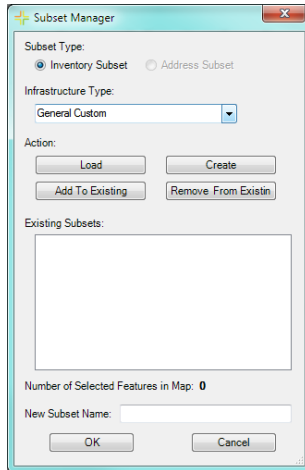 Subset Manager
x
Subset Type:
Inventory Subset Address Subset
Infrastructure Type:
General Custom
Action:
Load Create
Add To Existing Remove From Existin
Existing Subsets:
Number of Selected Features in Map: 0
New Subset Name:
OK Cancel